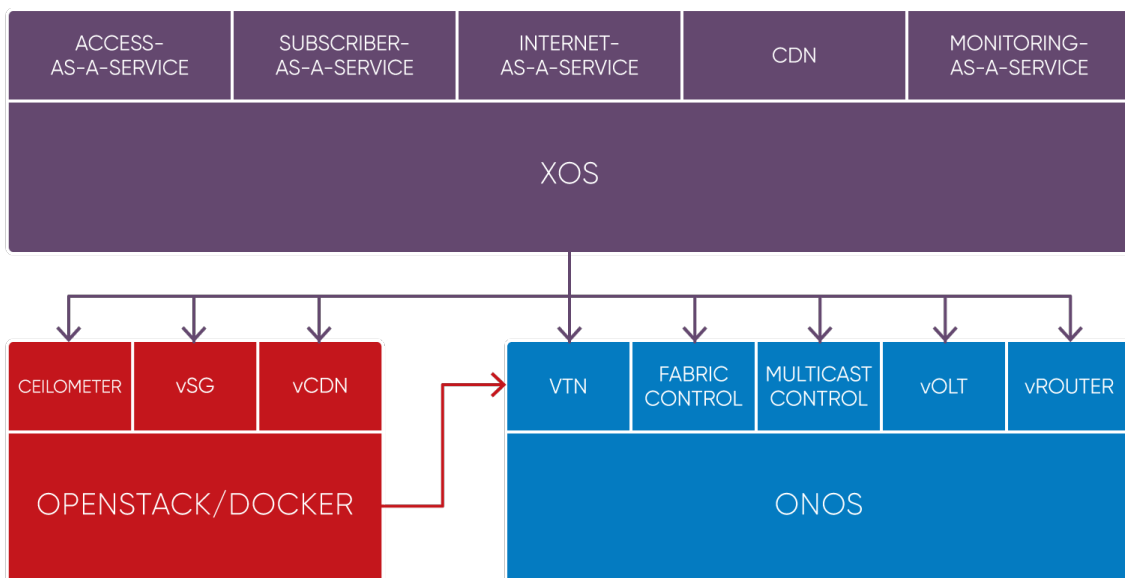 ACCESS-
AS-A-SERVICE
SUBSCRIBER-
AS-A-SERVICE
INTERNET-
AS-A-SERVICE
CDN
MONITORING-
AS-A-SERVICE
XOS
CEILOMETER
vSG
vCDN
VTN
FABRIC
CONTROL
MULTICAST
CONTROL
vOLT
vROUTER
OPENSTACK/DOCKER
ONOS